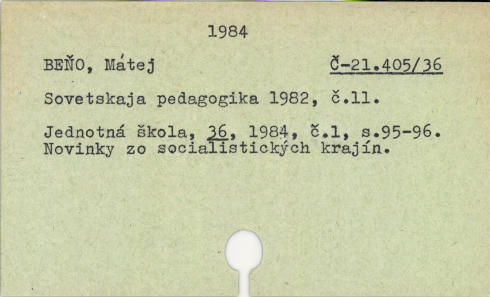 1984
BEŇO, Mátej Č-21.405/36
Sovetskaja pedagogika 1982, č.11.
Jednotná škola, 36, 1984, č.1, s.95-96.
Novinky zo socialistických krajín.